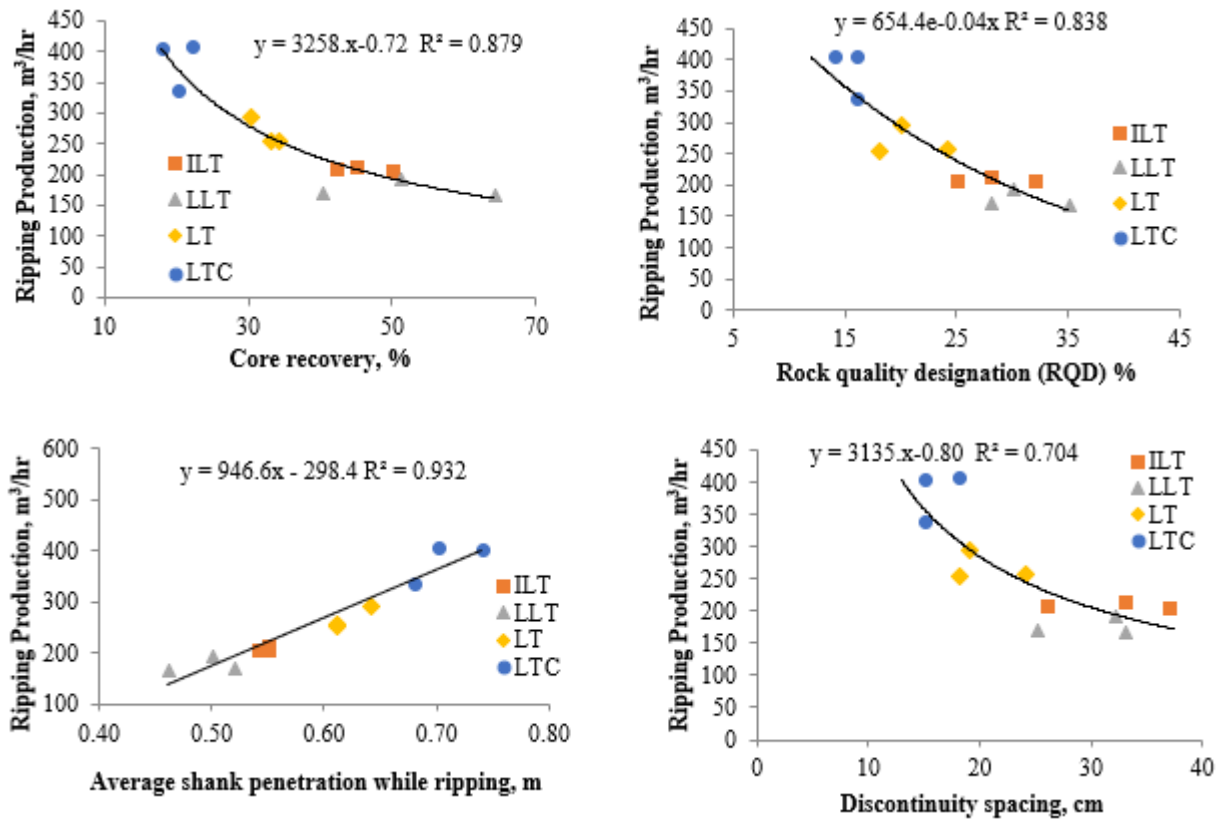 y = 3258.x-0.72 R² = 0.879
Ripping Production, m³/hr
450
400
350
300
250
200
150
100
50
0
ILT
LLT
LT
LTC
10
30
50
70
Core recovery, %
y = 654.4e-0.04x R² = 0.838
Ripping Production, m³/hr
450
400
350
300
250
200
150
100
50
0
ILT
LLT
LT
LTC
5
15
25
35
45
Rock quality designation (RQD) %
y = 946.6x - 298.4 R² = 0.932
Ripping Production, m³/hr
600
500
400
300
200
100
ILT
LLT
LT
LTC
0.40
0.50
0.60
0.70
0.80
Average shank penetration while ripping, m
y = 3135.x-0.80 R² = 0.704
Ripping Production, m³/hr
450
400
350
300
250
200
150
100
50
0
ILT
LLT
LT
LTC
0
10
20
30
40
Discontinuity spacing, cm